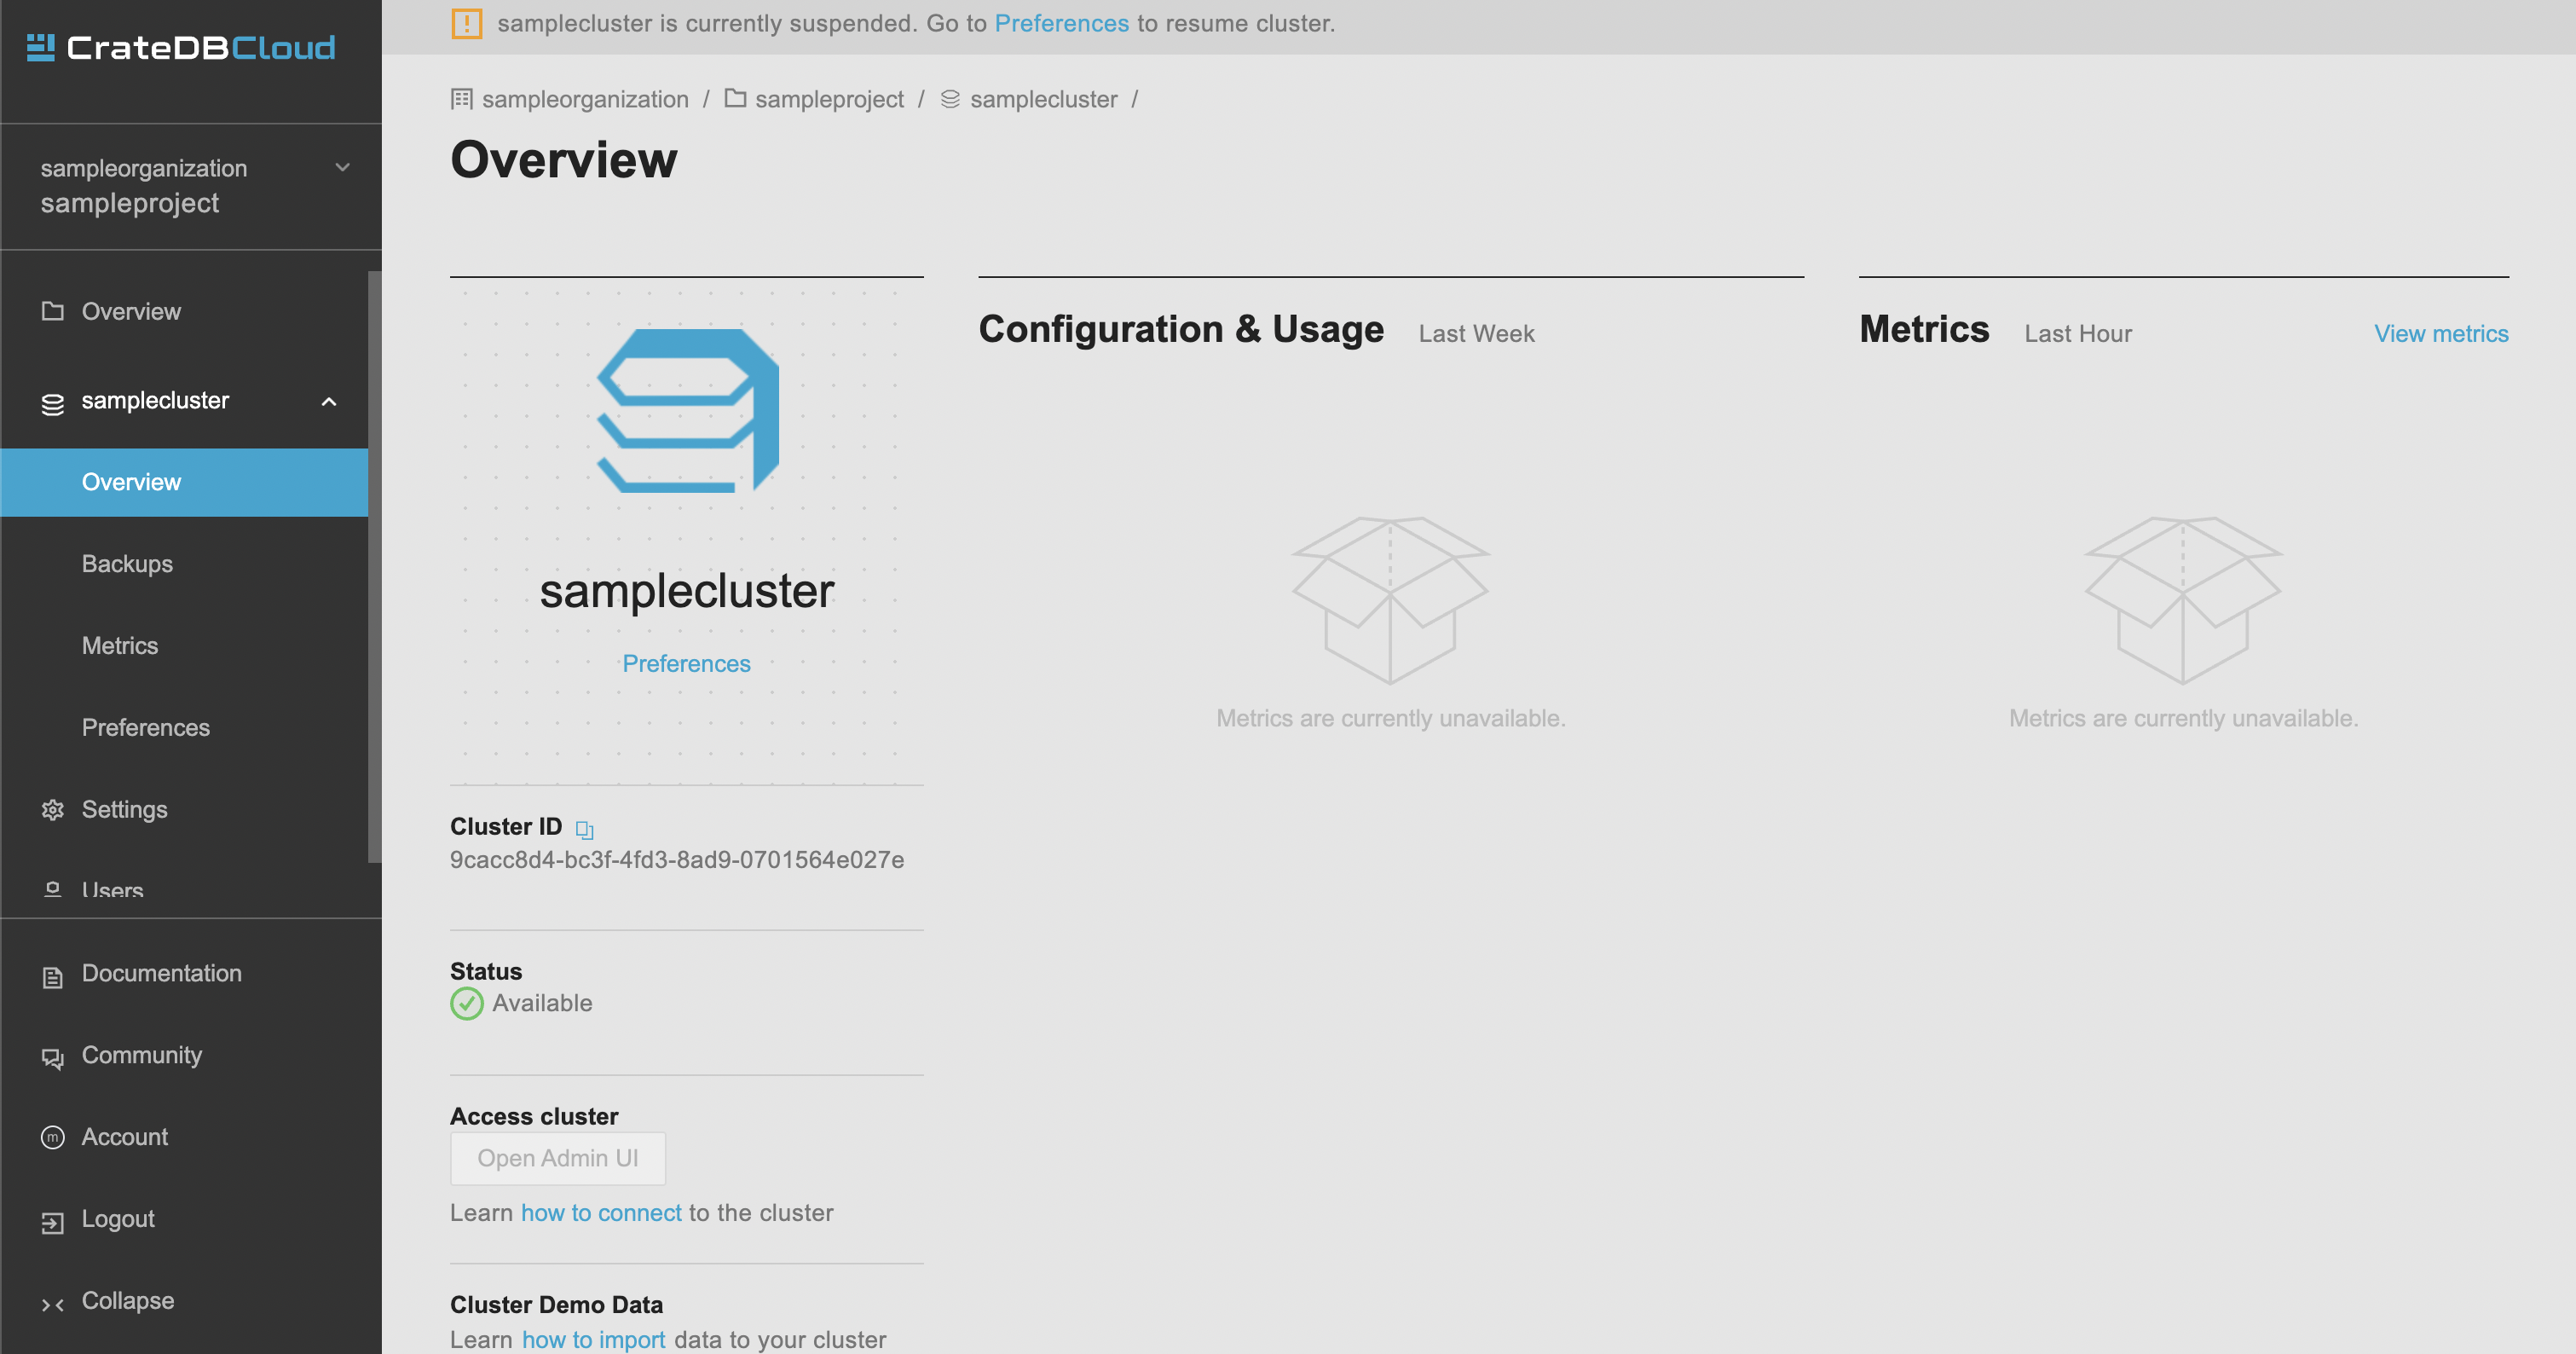 CrateDBCloud
sampleorganization
sampleproject
Overview
samplecluster
Overview
Backups
Metrics
Preferences
Settings
Users
Documentation
Community
m
Account
Logout
Collapse
samplecluster is currently suspended. Go to Preferences to resume cluster.
sampleorganization / sampleproject / samplecluster /
Overview
samplecluster
Preferences
Cluster ID
9cacc8d4-bc3f-4fd3-8ad9-0701564e027e
Status
Available
Access cluster
Open Admin UI
Learn how to connect to the cluster
Cluster Demo Data
Learn how to import data to your cluster
Configuration & Usage Last Week
Metrics are currently unavailable.
Metrics Last Hour View metrics
Metrics are currently unavailable.